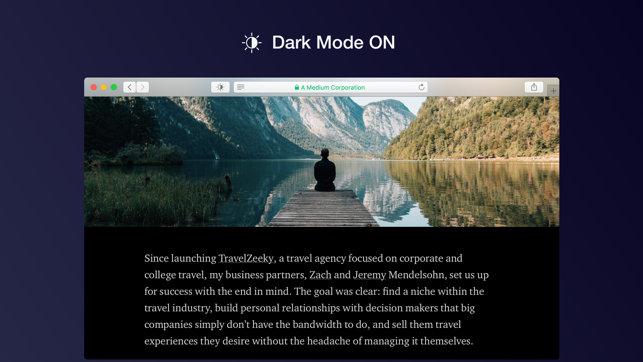 Dark Mode ON
A Medium Corporation
Since launching TravelZeeky, a travel agency focused on corporate and
college travel, my business partners, Zach and Jeremy Mendelsohn, set us up
for success with the end in mind. The goal was clear: find a niche within the
travel industry, build personal relationships with decision makers that big
companies simply don't have the bandwidth to do, and sell them travel
experiences they desire without the headache of managing it themselves.